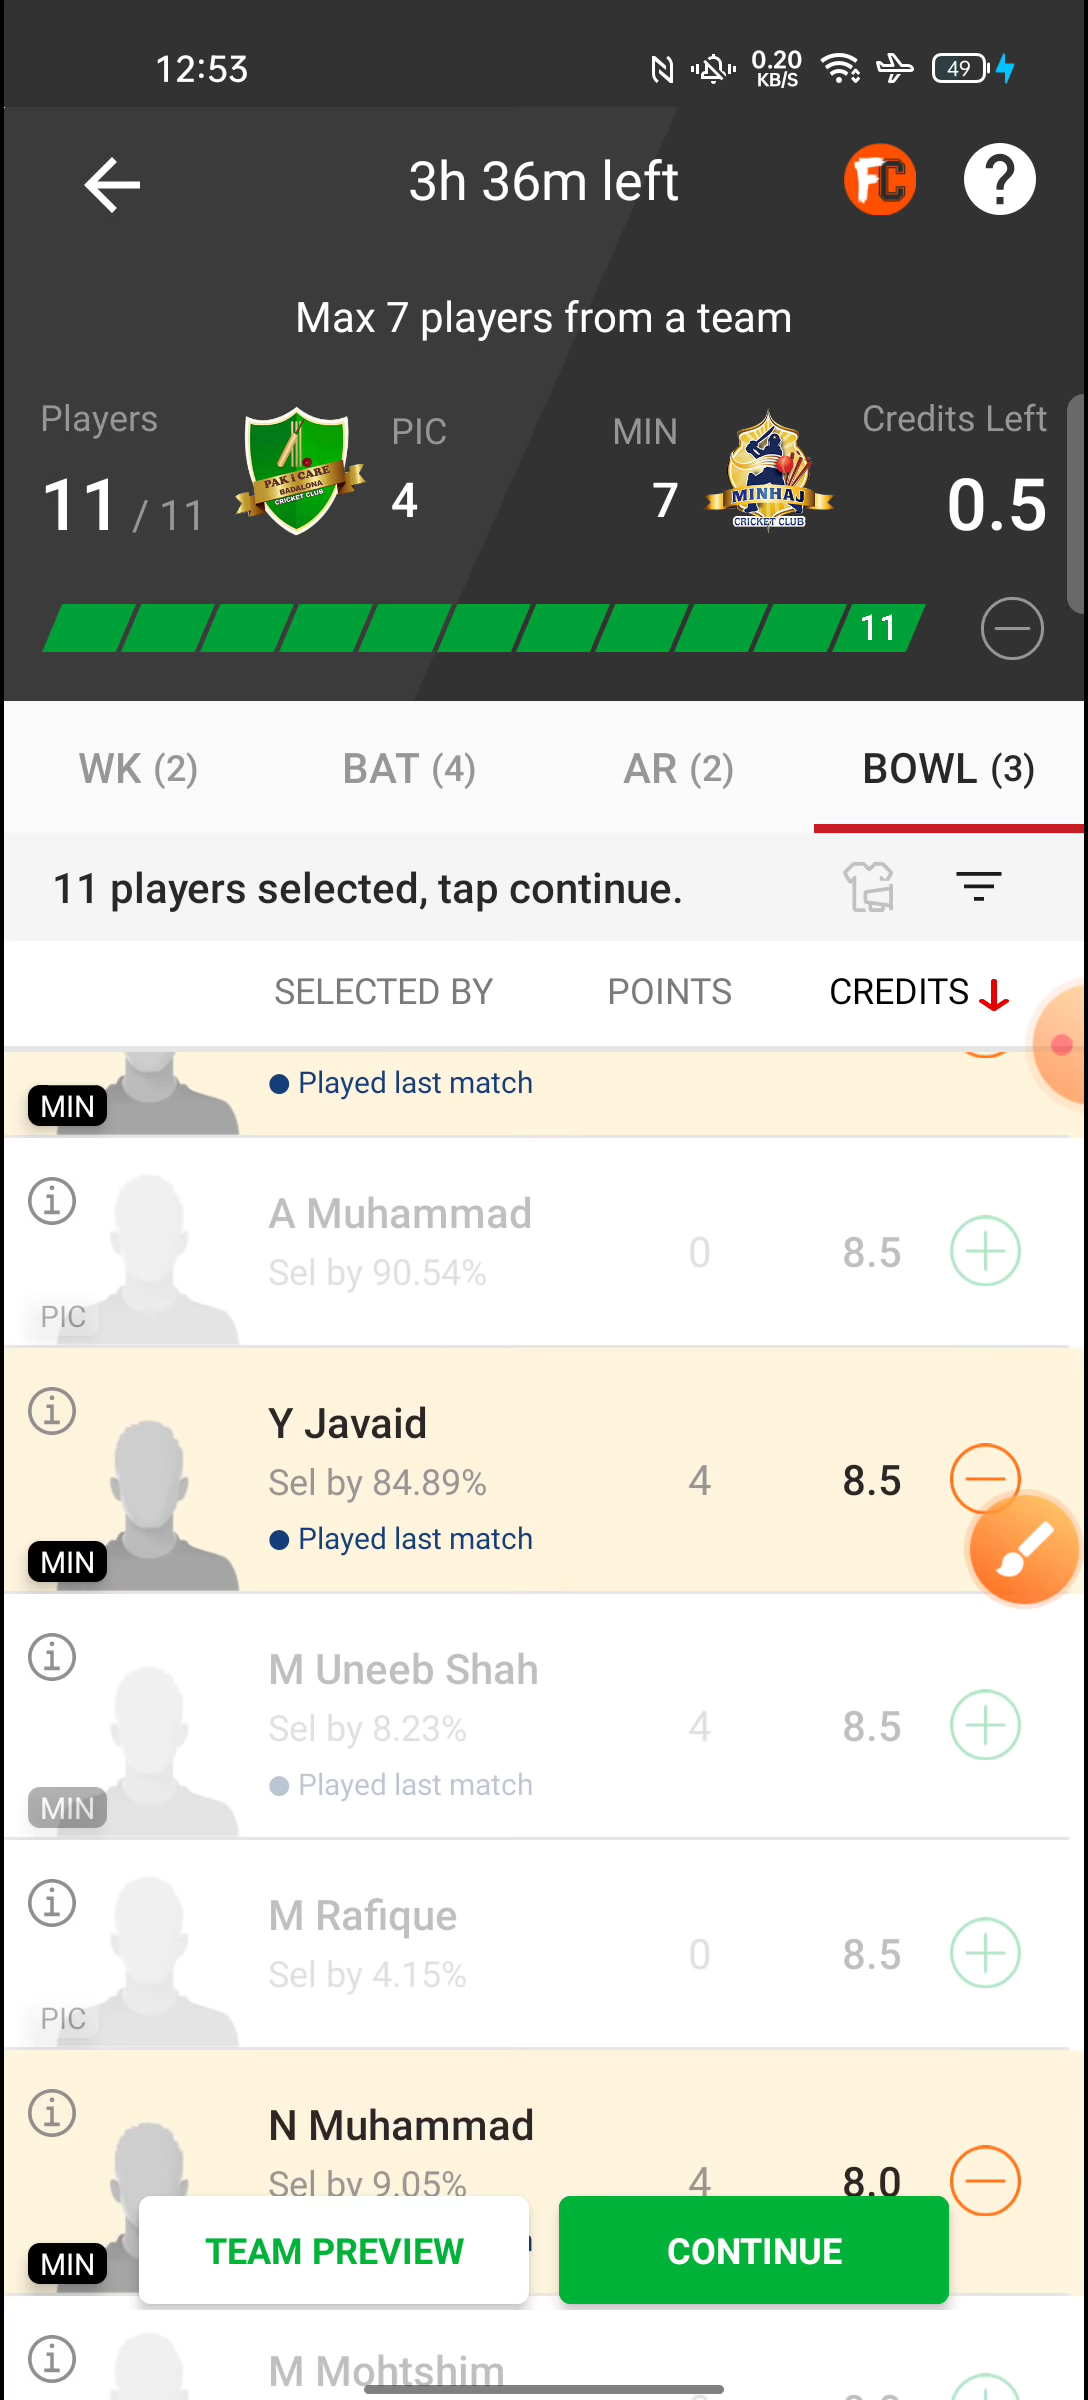 12:53
0.20
KB/S
49
3h 36m left
FC
?
Max 7 players from a team
Players
PIC
MIN
Credits Left
11 / 11
4
7
0.5
PAK i CARE
BADALONA
CRICKET CLUB
MINHAJ
CRICKET CLUB
11
WK (2)
BAT (4)
AR (2)
BOWL (3)
11 players selected, tap continue.
SELECTED BY
POINTS
CREDITS
Played last match
MIN
A Muhammad
Sel by 90.54%
0
8.5
PIC
Y Javaid
Sel by 84.89%
4
8.5
Played last match
MIN
M Uneeb Shah
Sel by 8.23%
4
8.5
Played last match
MIN
M Rafique
Sel by 4.15%
0
8.5
PIC
N Muhammad
Sel by 9.05%
4
8.0
MIN
TEAM PREVIEW
CONTINUE
M Mohtshim